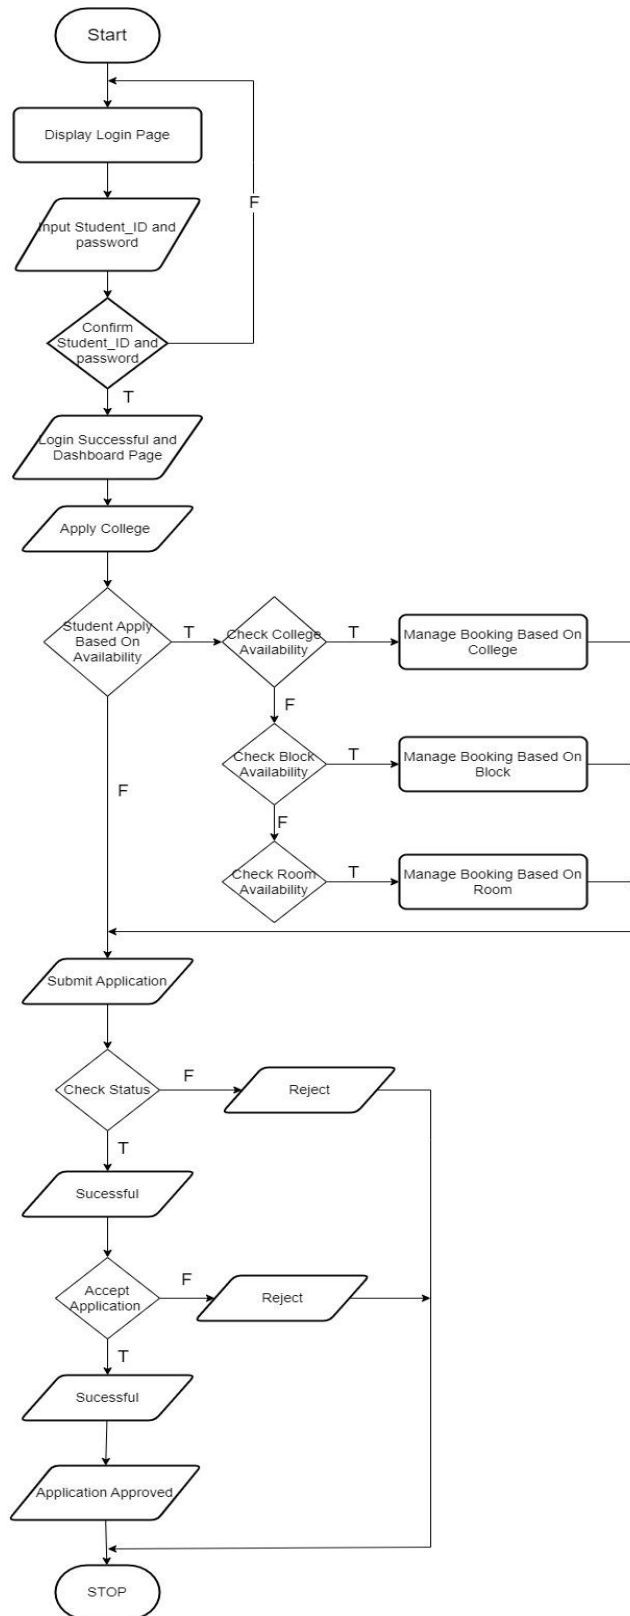 Start
Display Login Page
F
Input Student_ID and
password
Confirm
Student_ID and
password
T
Login Successful and
Dashboard Page
Apply College
Student Apply
Based On
Availability
T
Check College
Availability
T
Manage Booking Based On
College
F
Check Block
Availability
T
Manage Booking Based On
Block
F
F
Check Room
Availability
T
Manage Booking Based On
Room
Submit Application
Check Status
F
Reject
T
Sucessful
Accept
Application
F
Reject
T
Sucessful
Application Approved
STOP